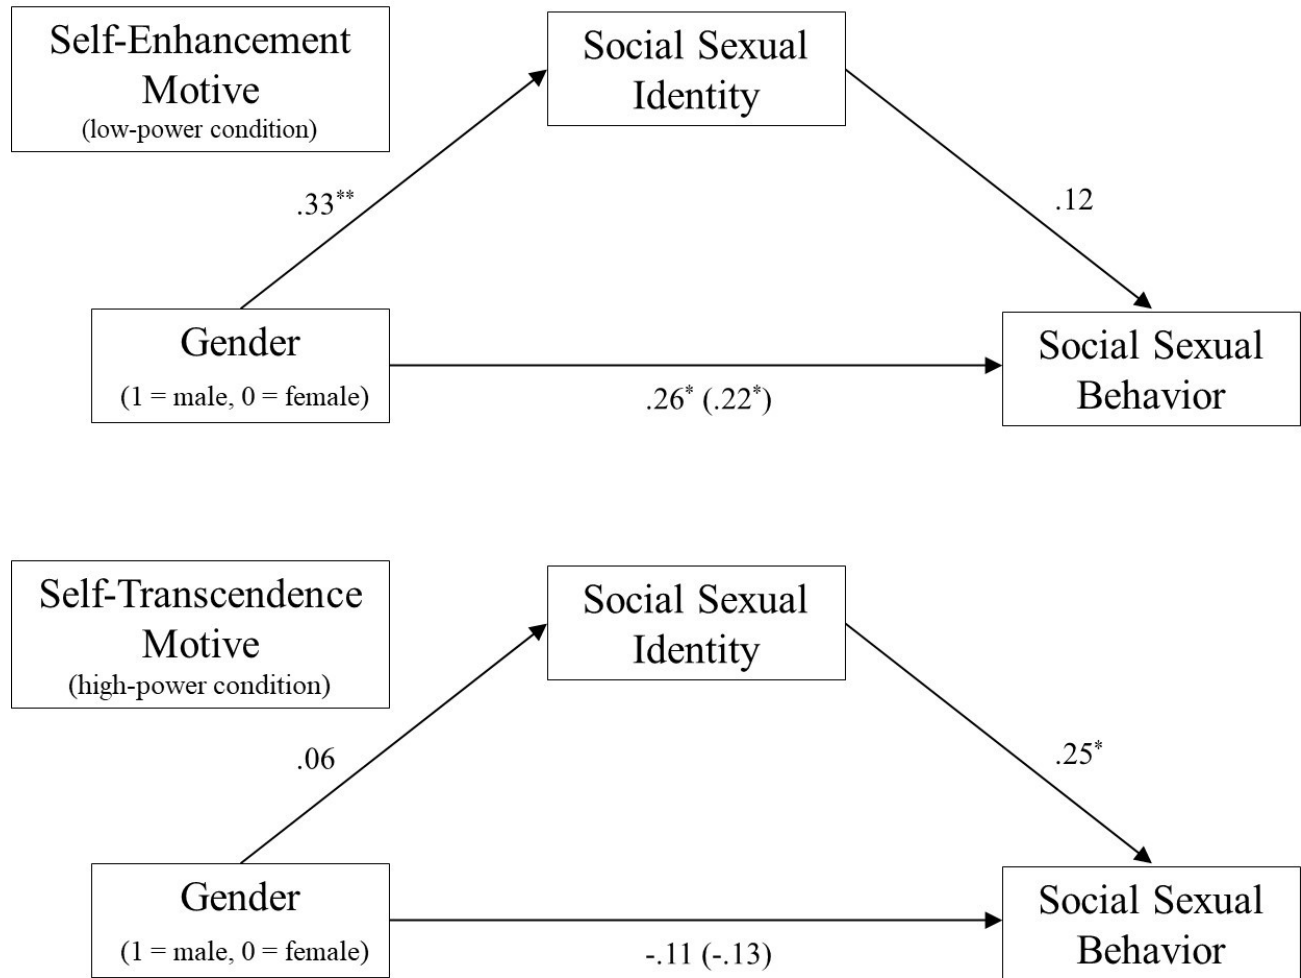 Self-Enhancement
Motive
(low-power condition)
Social Sexual
Identity
.33**
.12
Gender
(1 = male, 0 = female)
.26* (.22*)
Social Sexual
Behavior
Self-Transcendence
Motive
(high-power condition)
Social Sexual
Identity
.06
.25*
Gender
(1 = male, 0 = female)
-.11 (-.13)
Social Sexual
Behavior